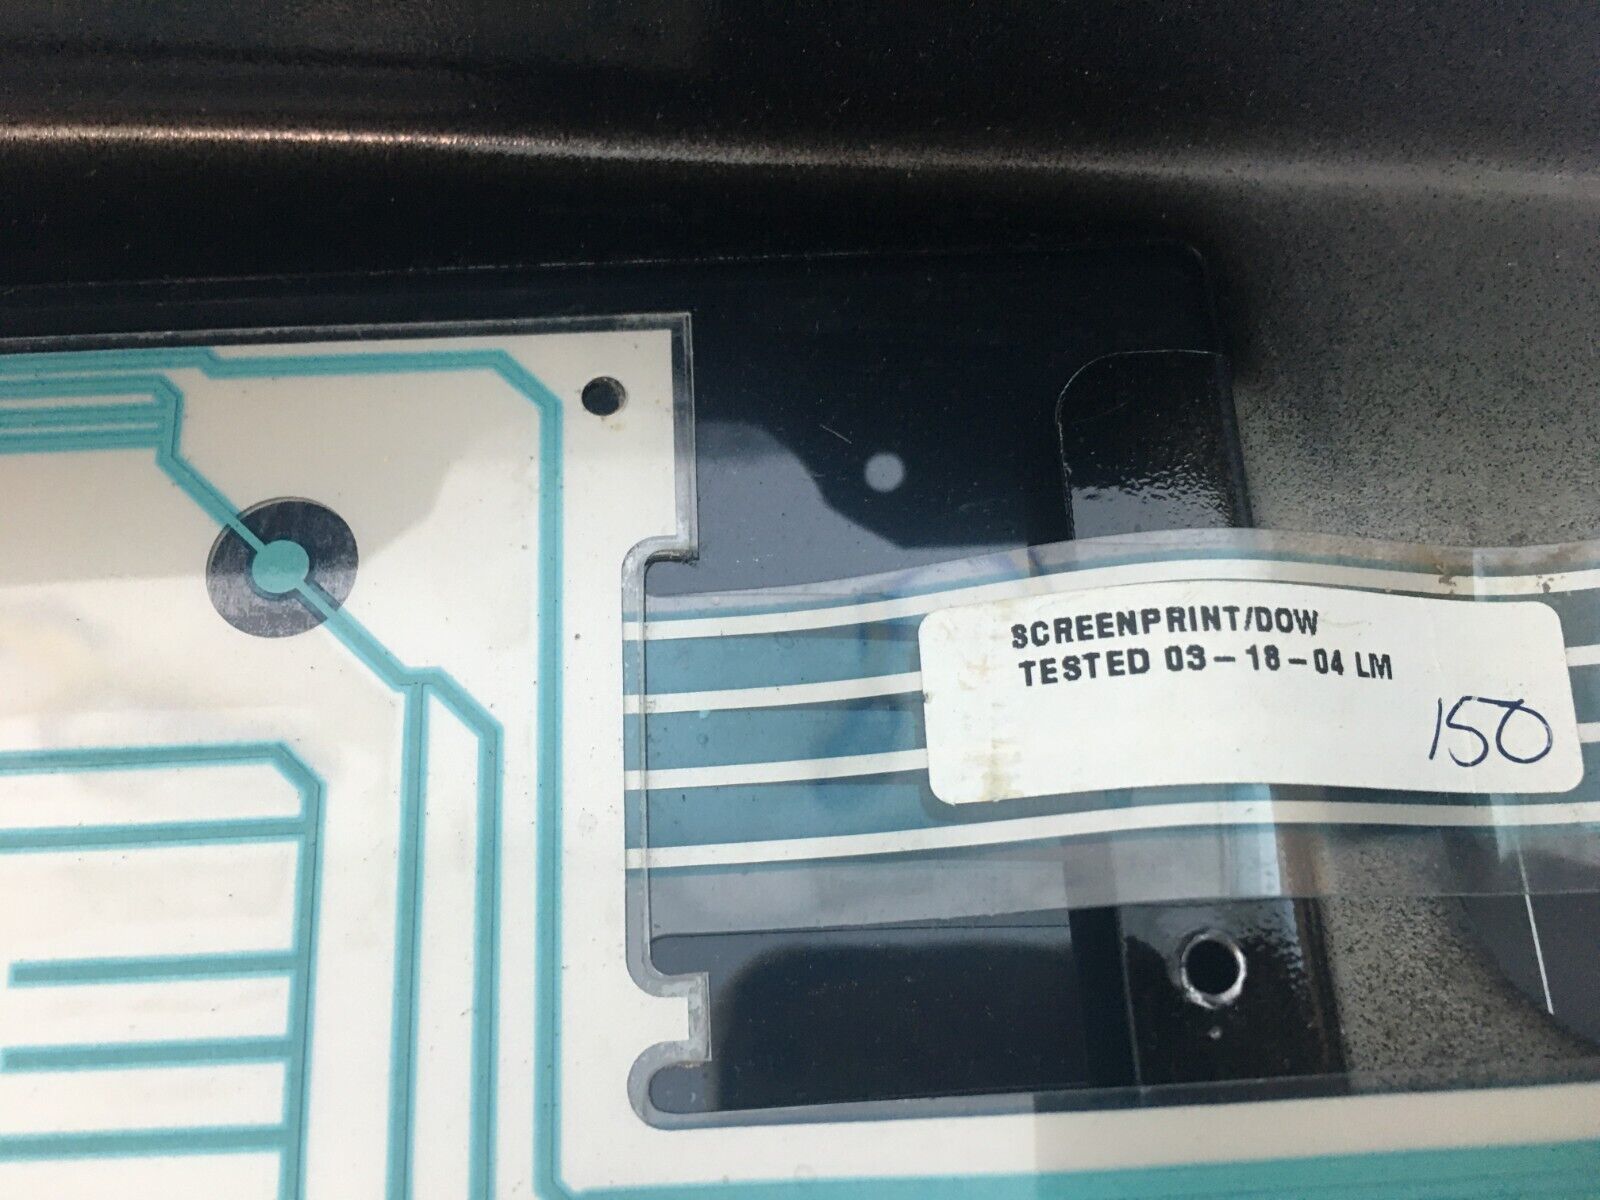 SCREENPRINT/DOW
TESTED 03-18-04 LM
150